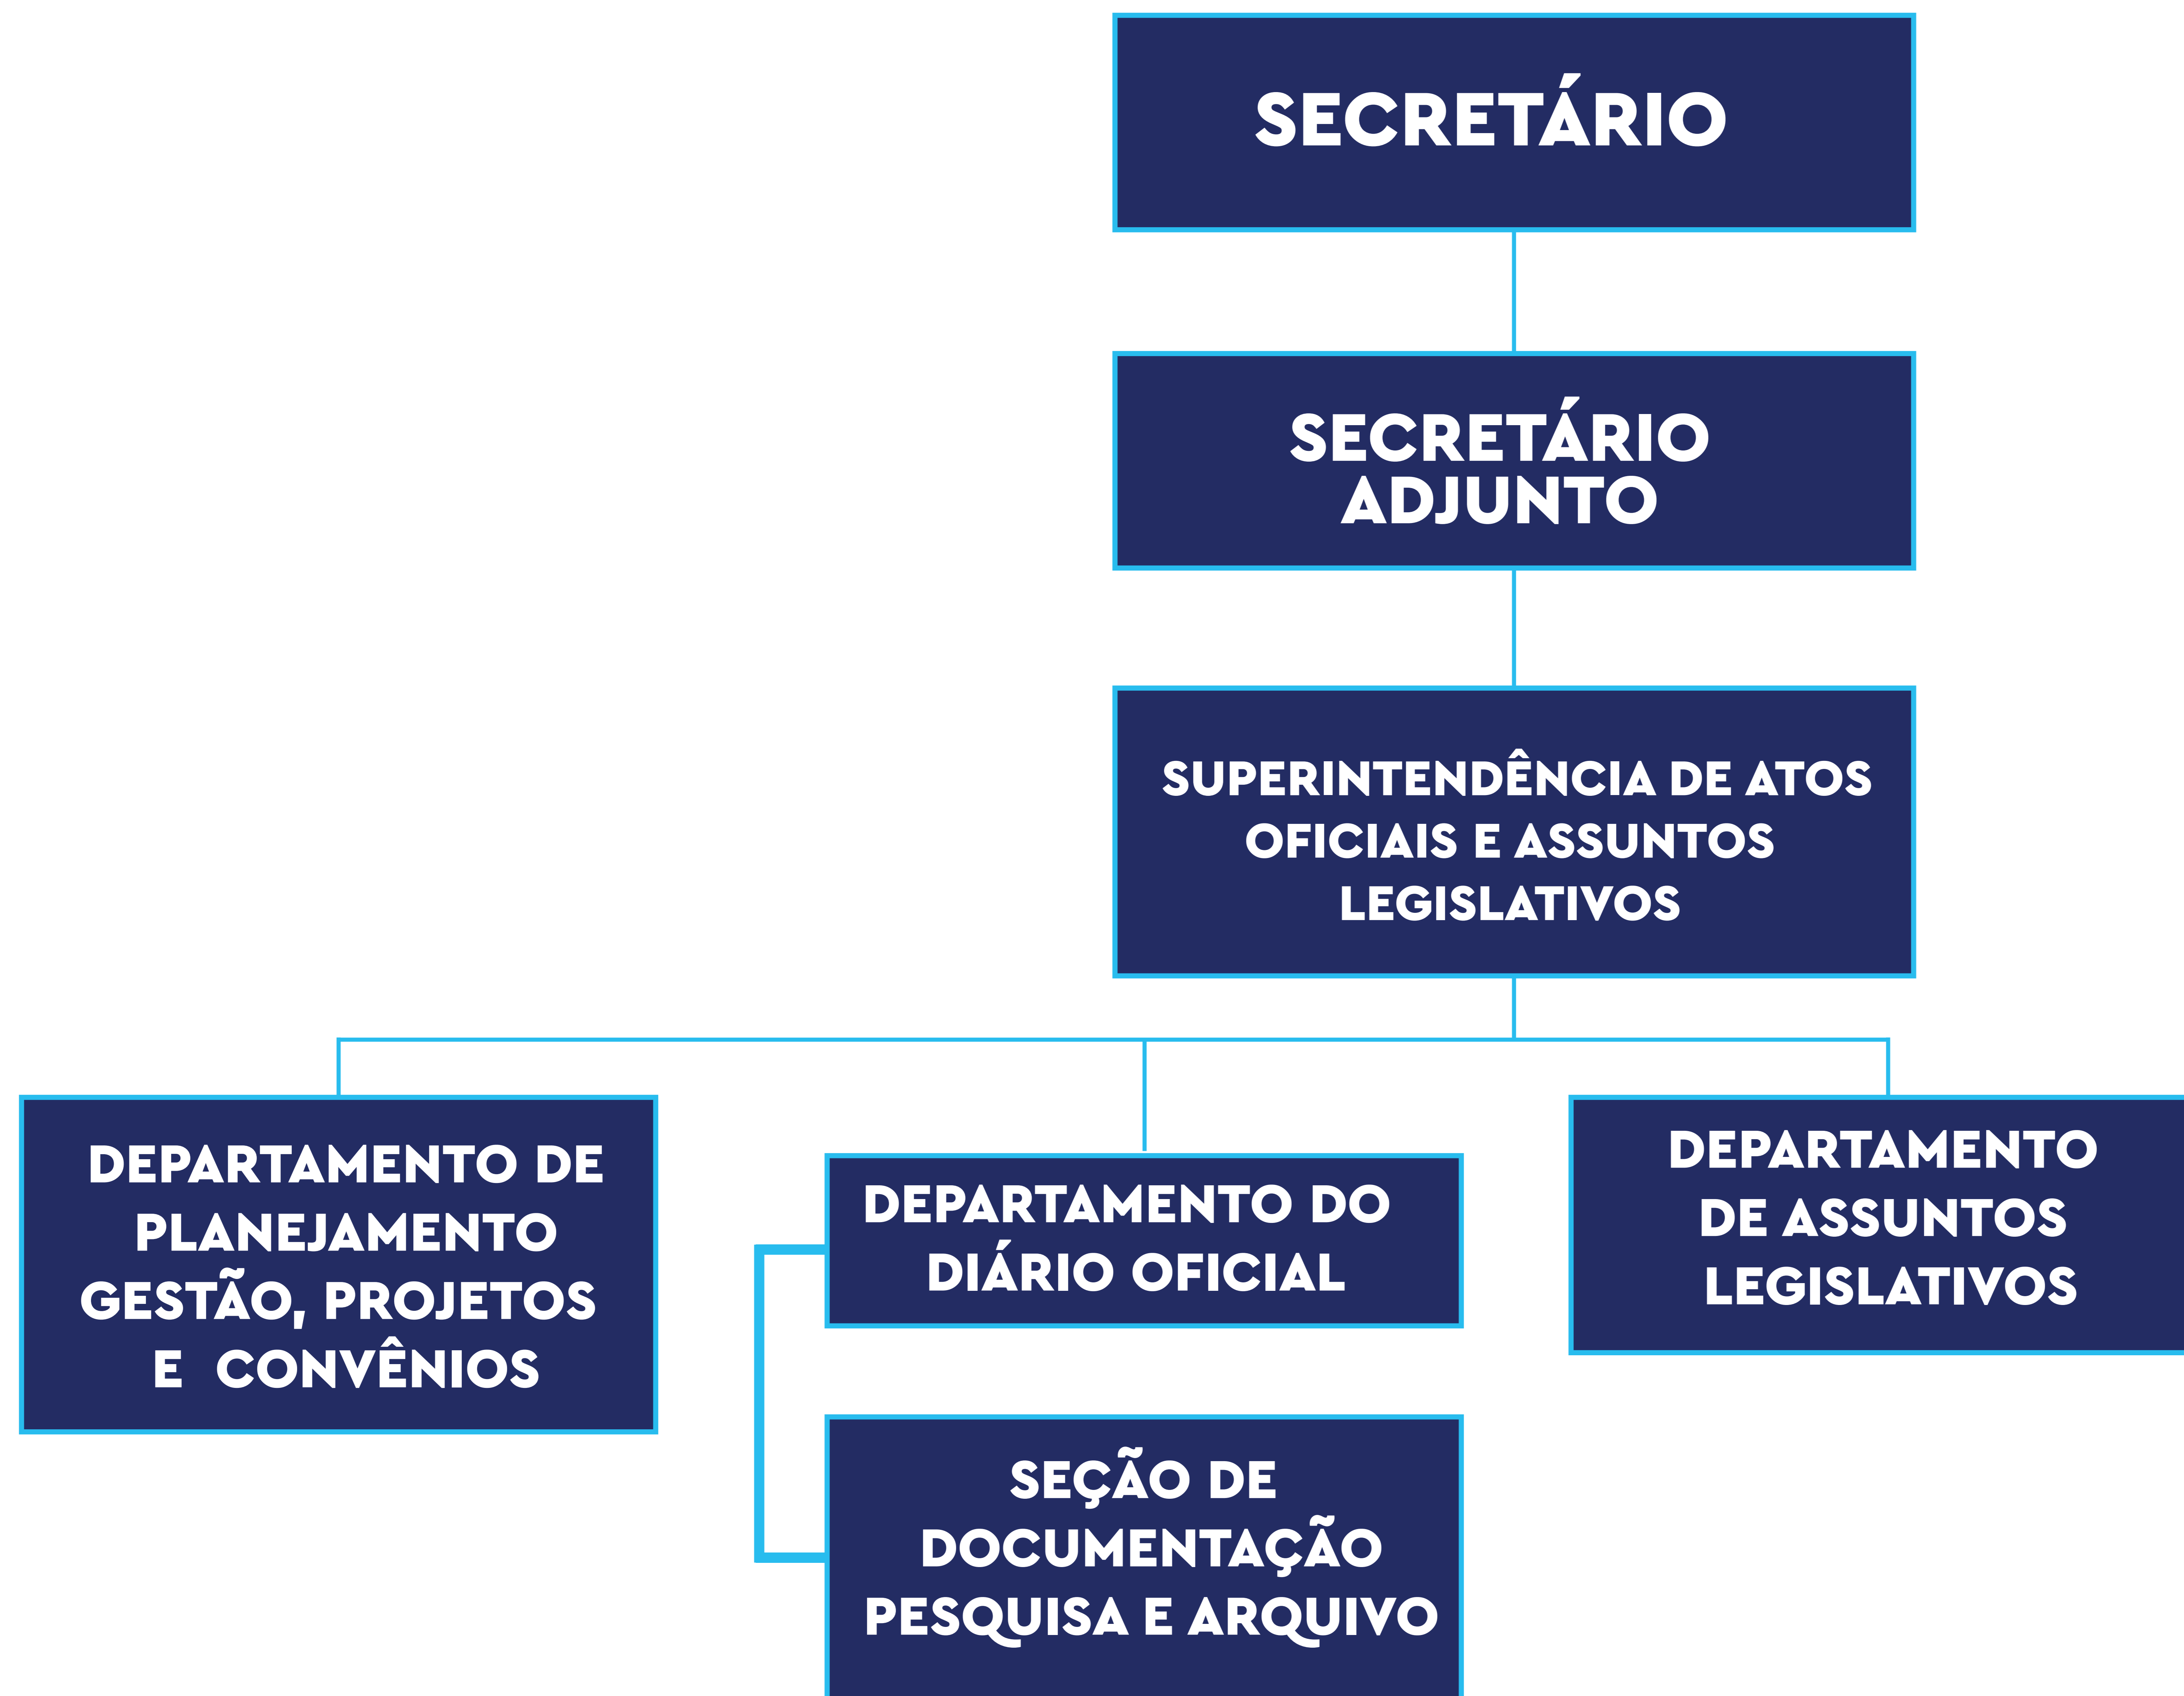 SECRETÁRIO
SECRETÁRIO
ADJUNTO
SUPERINTENDÊNCIA DE ATOS
OFICIAIS E ASSUNTOS
LEGISLATIVOS
DEPARTAMENTO DE
PLANEJAMENTO
GESTÃO, PROJETOS
E CONVÊNIOS
DEPARTAMENTO DO
DIÁRIO OFICIAL
DEPARTAMENTO
DE ASSUNTOS
LEGISLATIVOS
SEÇÃO DE
DOCUMENTAÇÃO
PESQUISA E ARQUIVO